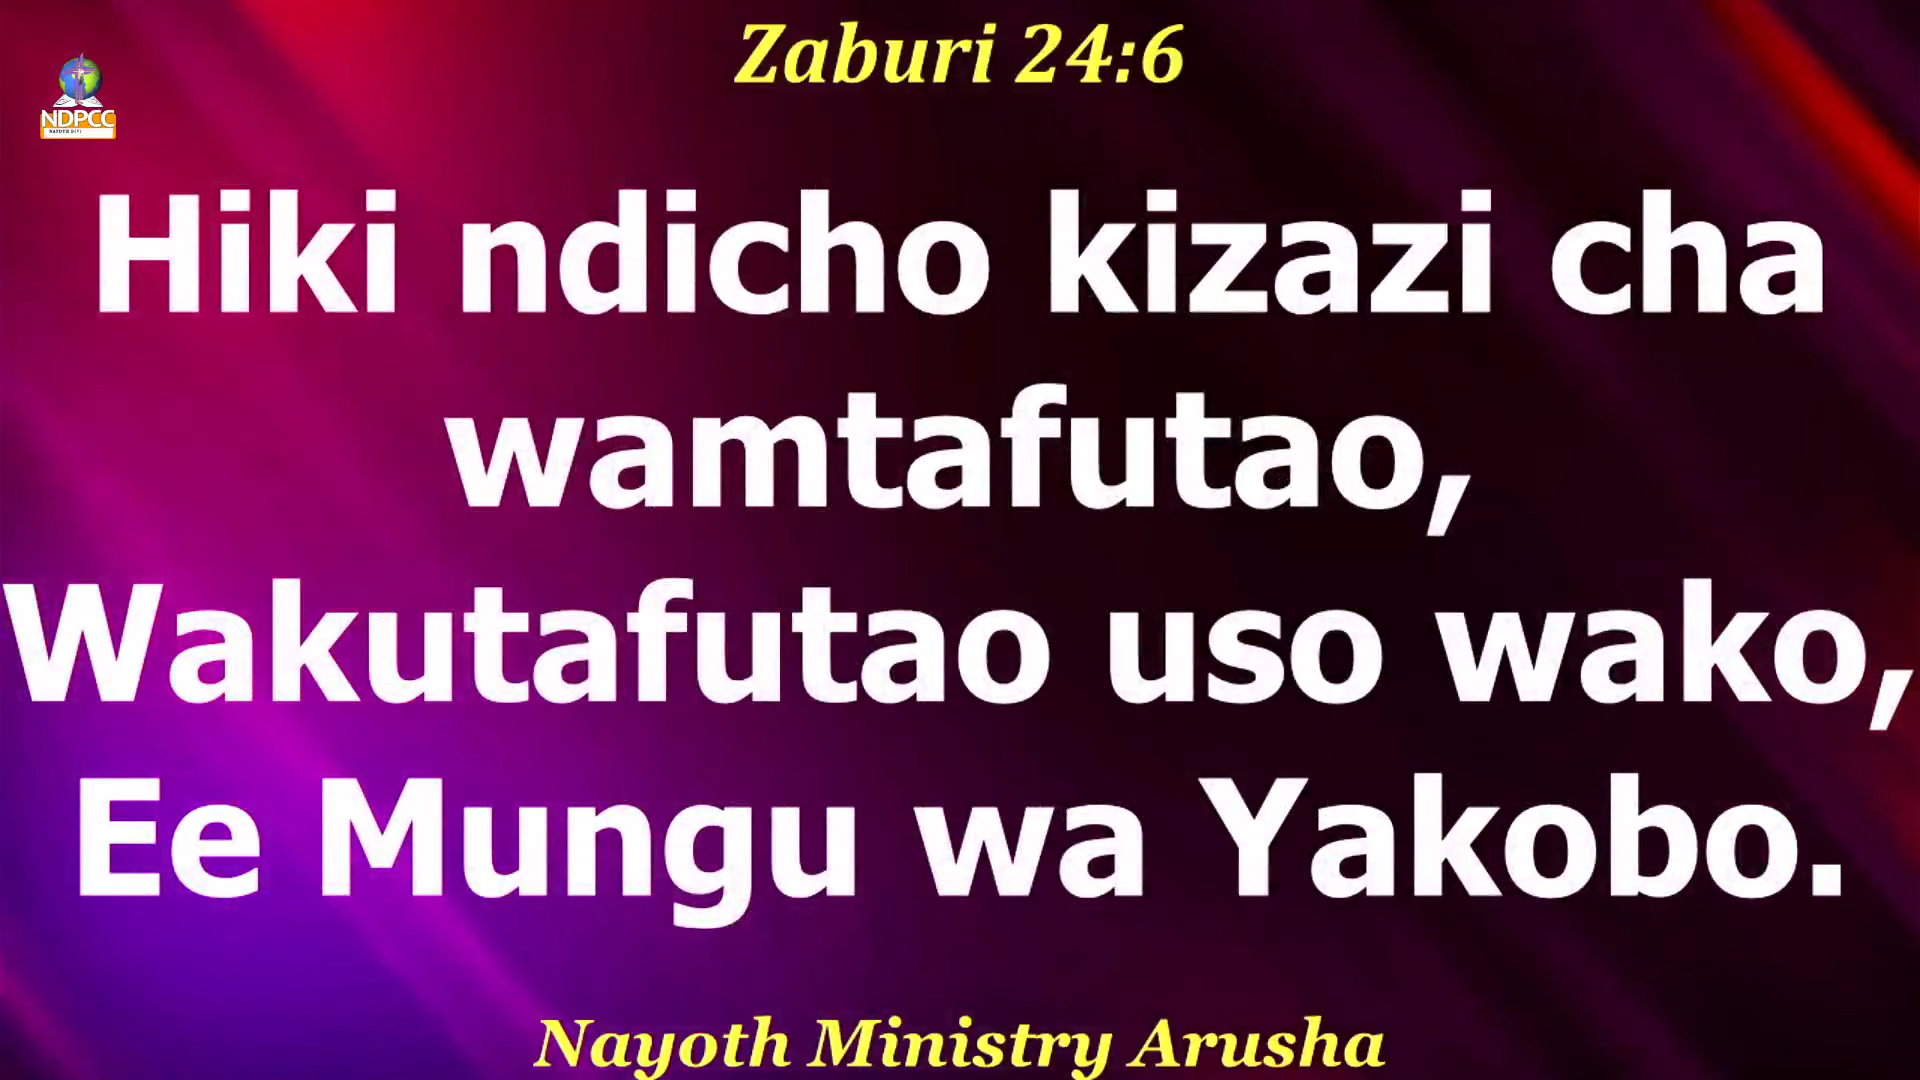 Zaburi 24:6
NDPCC
Hiki ndicho kizazi cha
wamtafutao,
Wakutafutao uso wako,
Ee Mungu wa Yakobo.
Nayoth Ministry Arusha